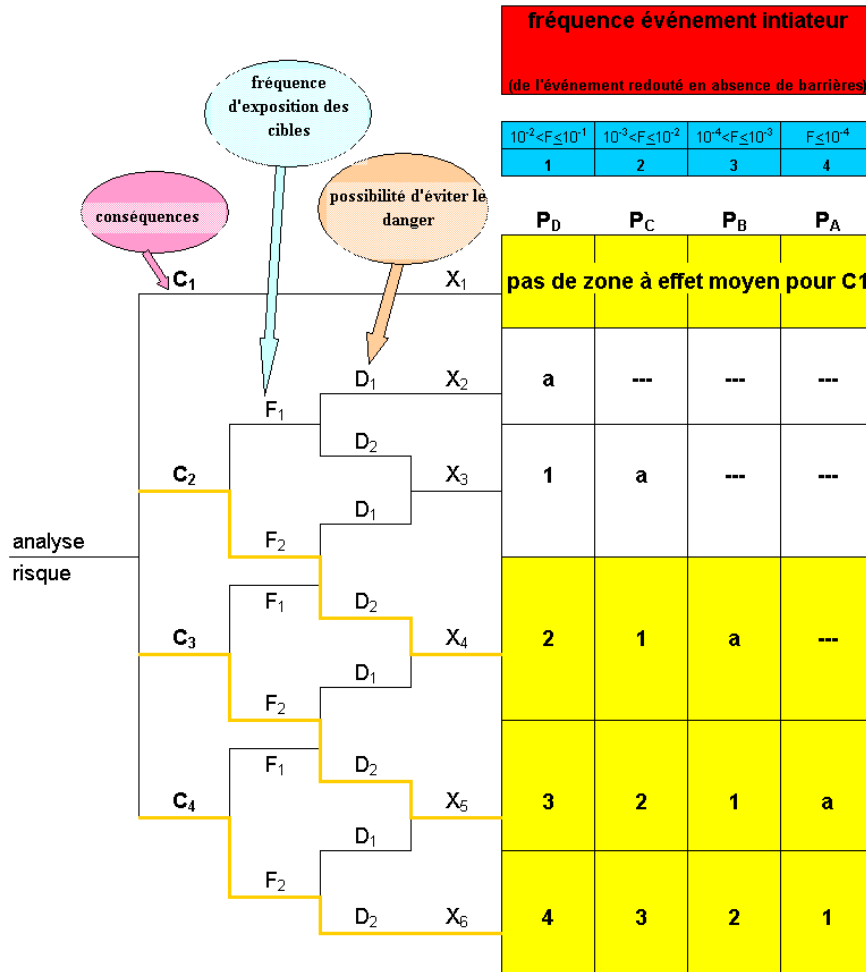 fréquence événement intiateur
(de l'événement redouté en absence de barrières)
fréquence
d'exposition des
cibles
10⁻²<F≤10⁻¹ 10⁻³<F≤10⁻² 10⁻⁴<F≤10⁻³ F≤10⁻⁴
1 2 3 4
possibilité d'éviter le
danger
conséquences
P_D P_C P_B P_A
C₁ X₁ pas de zone à effet moyen pour C1
D₁ X₂ a --- --- ---
F₁
D₂
C₂ X₃ 1 a --- ---
D₁
analyse
F₂
risque
F₁ D₂
C₃ X₄ 2 1 a ---
D₁
F₂
F₁ D₂
C₄ X₅ 3 2 1 a
D₁
F₂
D₂ X₆ 4 3 2 1